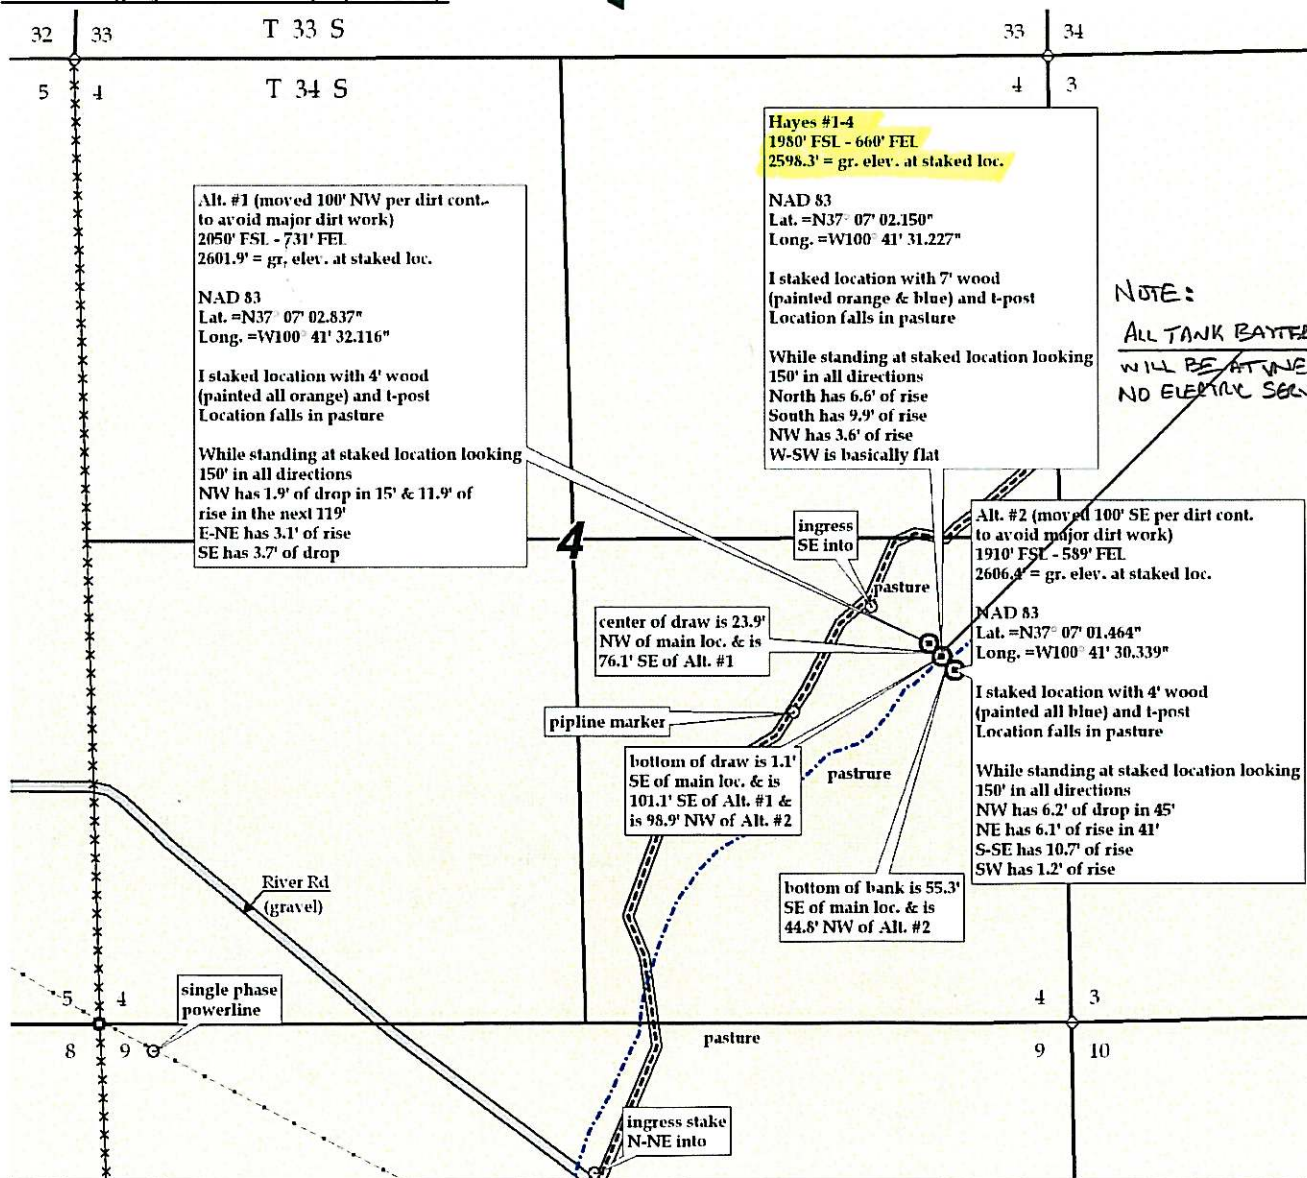 32 33 T 33 S 33 34
5 4 T 34 S 4 3
Hayes #1-4
1980' FSL - 660' FEL
2598.3' = gr. elev. at staked loc.
NAD 83
Lat. =N37° 07' 02.150"
Long. =W100° 41' 31.227"
I staked location with 7' wood
(painted orange & blue) and t-post
Location falls in pasture
While standing at staked location looking
150' in all directions
North has 6.6' of rise
South has 9.9' of rise
NW has 3.6' of rise
W-SW is basically flat
Alt. #1 (moved 100' NW per dirt cont.
to avoid major dirt work)
2050' FSL - 731' FEL
2601.9' = gr. elev. at staked loc.
NAD 83
Lat. =N37° 07' 02.837"
Long. =W100° 41' 32.116"
I staked location with 4' wood
(painted all orange) and t-post
Location falls in pasture
While standing at staked location looking
150' in all directions
NW has 1.9' of drop in 15' & 11.9' of
rise in the next 119'
E-NE has 3.1' of rise
SE has 3.7' of drop
NOTE:
ALL TANK
WILL BE AT
NO ELECTRIC
4
ingress
SE into
pasture
Alt. #2 (moved 100' SE per dirt cont.
to avoid major dirt work)
1910' FSL - 589' FEL
2606.4' = gr. elev. at staked loc.
NAD 83
Lat. =N37° 07' 01.464"
Long. =W100° 41' 30.339"
I staked location with 4' wood
(painted all blue) and t-post
Location falls in pasture
While standing at staked location looking
150' in all directions
NW has 6.2' of drop in 45'
NE has 6.1' of rise in 41'
S-SE has 10.7' of rise
SW has 1.2' of rise
center of draw is 23.9'
NW of main loc. & is
76.1' SE of Alt. #1
pipline marker
bottom of draw is 1.1'
SE of main loc. & is
101.1' SE of Alt. #1 &
is 98.9' NW of Alt. #2
pastrure
bottom of bank is 55.3'
SE of main loc. & is
44.8' NW of Alt. #2
River Rd
(gravel)
single phase
powerline
5 4 4 3
8 9 9 10
pasture
ingress stake
N-NE into